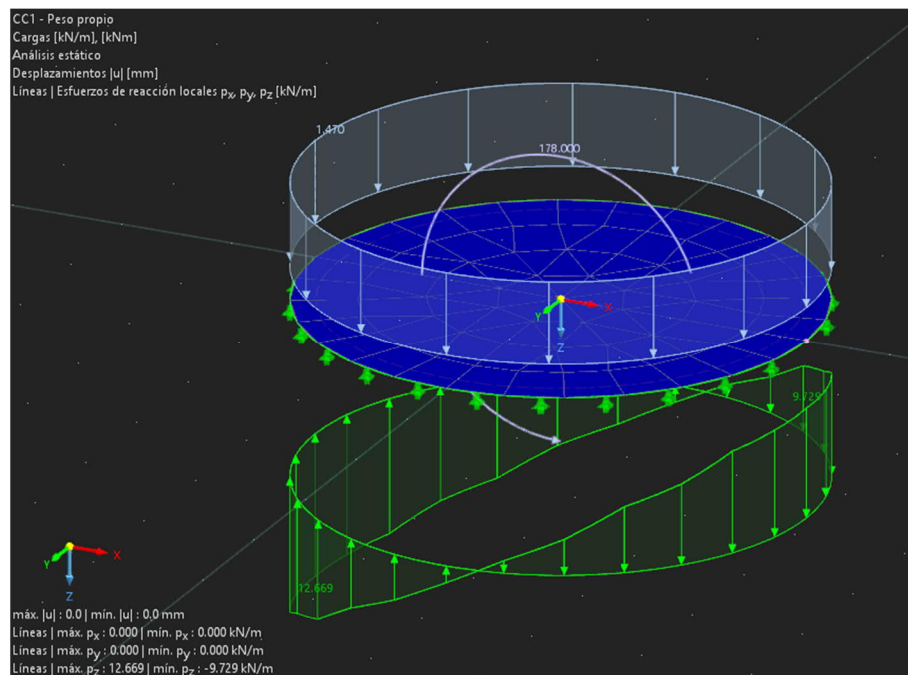 CC1 - Peso propio
Cargas [kN/m], [kNm]
Análisis estático
Desplazamientos |u| [mm]
Líneas | Esfuerzos de reacción locales px, py, pz [kN/m]
1.470
178.000
X
Y
Z
9.729
12.669
X
Y
Z
máx. |u| : 0.0 | mín. |u| : 0.0 mm
Líneas | máx. px : 0.000 | mín. px : 0.000 kN/m
Líneas | máx. py : 0.000 | mín. py : 0.000 kN/m
Líneas | máx. pz : 12.669 | mín. pz : -9.729 kN/m